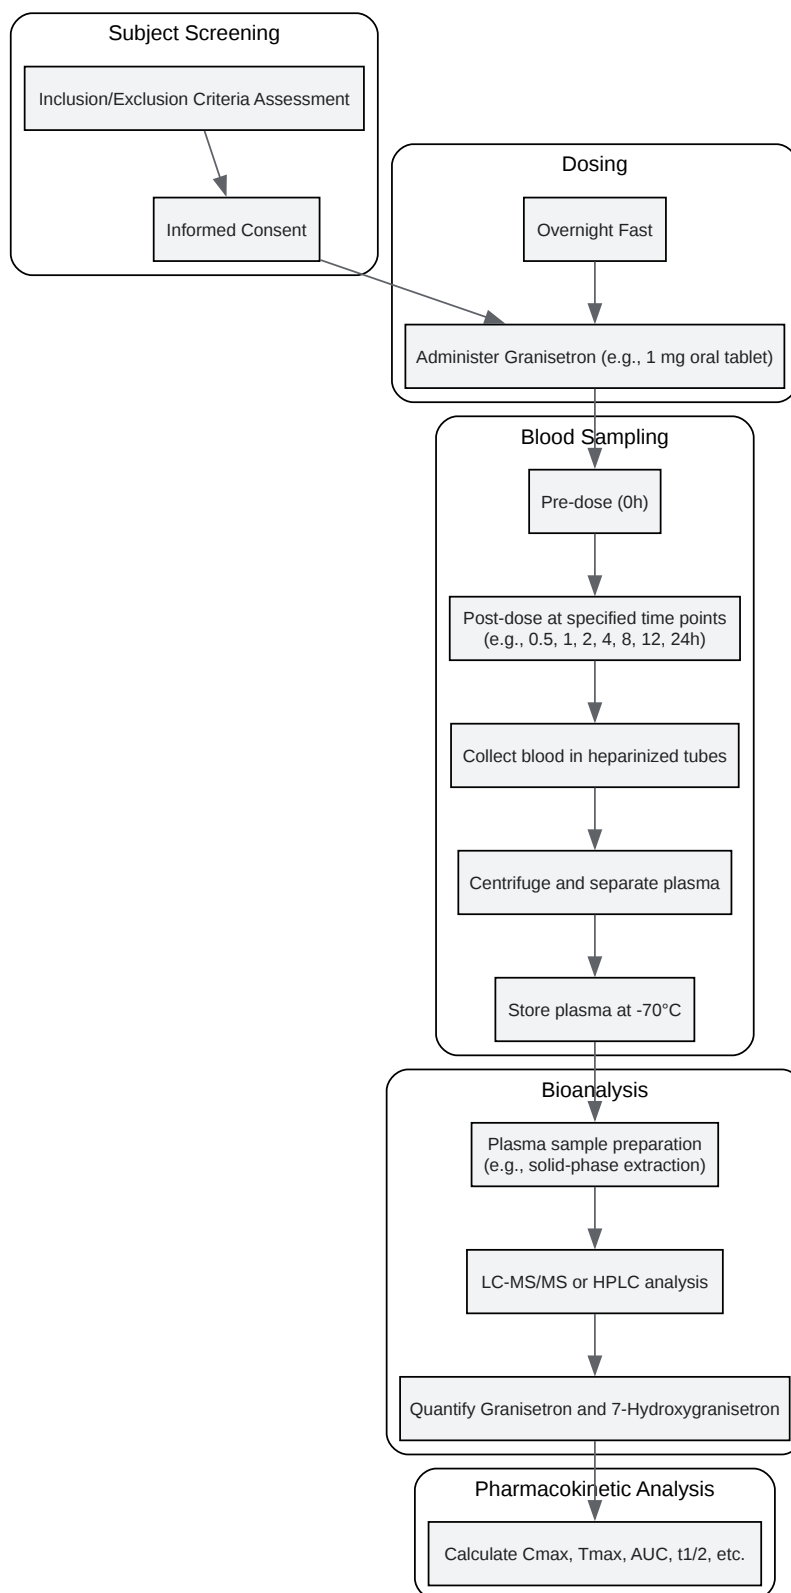 Subject Screening
Inclusion/Exclusion Criteria Assessment
Informed Consent
Dosing
Overnight Fast
Administer Granisetron (e.g., 1 mg oral tablet)
Blood Sampling
Pre-dose (0h)
Post-dose at specified time points
(e.g., 0.5, 1, 2, 4, 8, 12, 24h)
Collect blood in heparinized tubes
Centrifuge and separate plasma
Store plasma at -70°C
Bioanalysis
Plasma sample preparation
(e.g., solid-phase extraction)
LC-MS/MS or HPLC analysis
Quantify Granisetron and 7-Hydroxygranisetron
Pharmacokinetic Analysis
Calculate Cmax, Tmax, AUC, t1/2, etc.